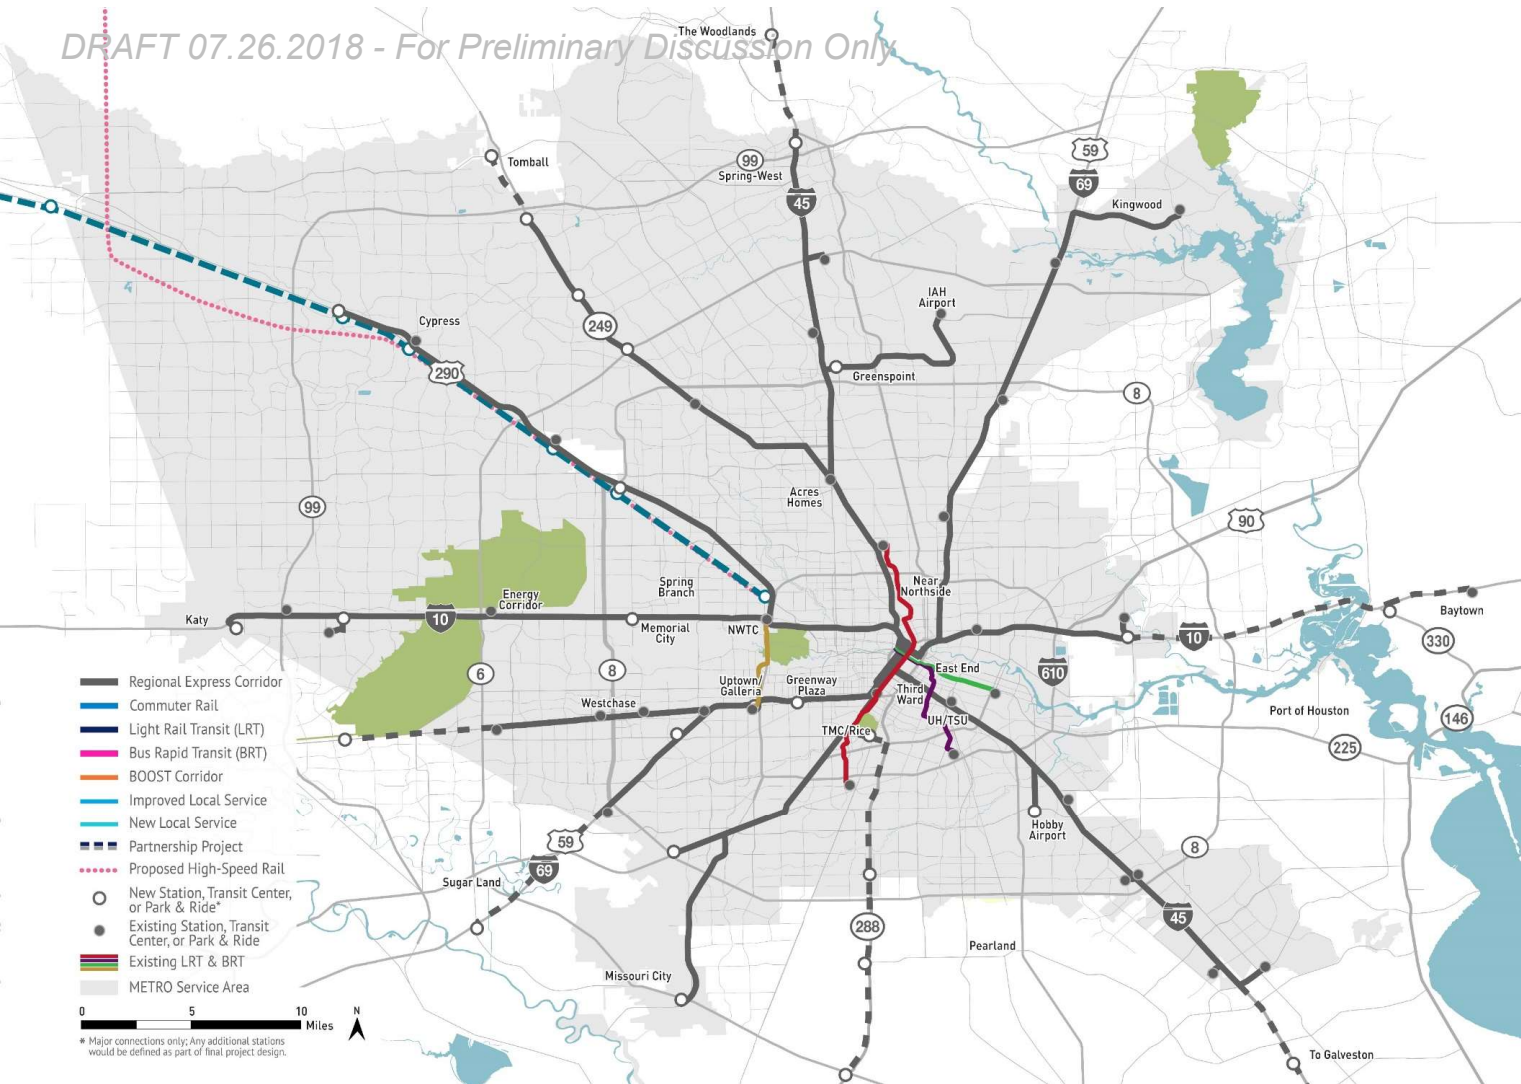 DRAFT 07.26.2018 - For Preliminary Discussion Only
The Woodlands
Tomball
99
Spring-West
59
69
45
Kingwood
IAH
Airport
Cypress
249
290
Greenspoint
8
Acres
Homes
99
90
Near
Northside
Spring
Branch
Energy
Corridor
Katy
10
Memorial
City
NWTC
10
Baytown
330
6
8
Uptown/
Galleria
Greenway
Plaza
East End
610
Third
Ward
Westchase
UH/TSU
TMC/Rice
Port of Houston
146
225
Hobby
Airport
59
8
69
Sugar Land
45
288
Pearland
Missouri City
To Galveston
Regional Express Corridor
Commuter Rail
Light Rail Transit (LRT)
Bus Rapid Transit (BRT)
BOOST Corridor
Improved Local Service
New Local Service
Partnership Project
Proposed High-Speed Rail
New Station, Transit Center,
or Park & Ride*
Existing Station, Transit
Center, or Park & Ride
Existing LRT & BRT
METRO Service Area
0 5 10
Miles
N
* Major connections only; Any additional stations
would be defined as part of final project design.